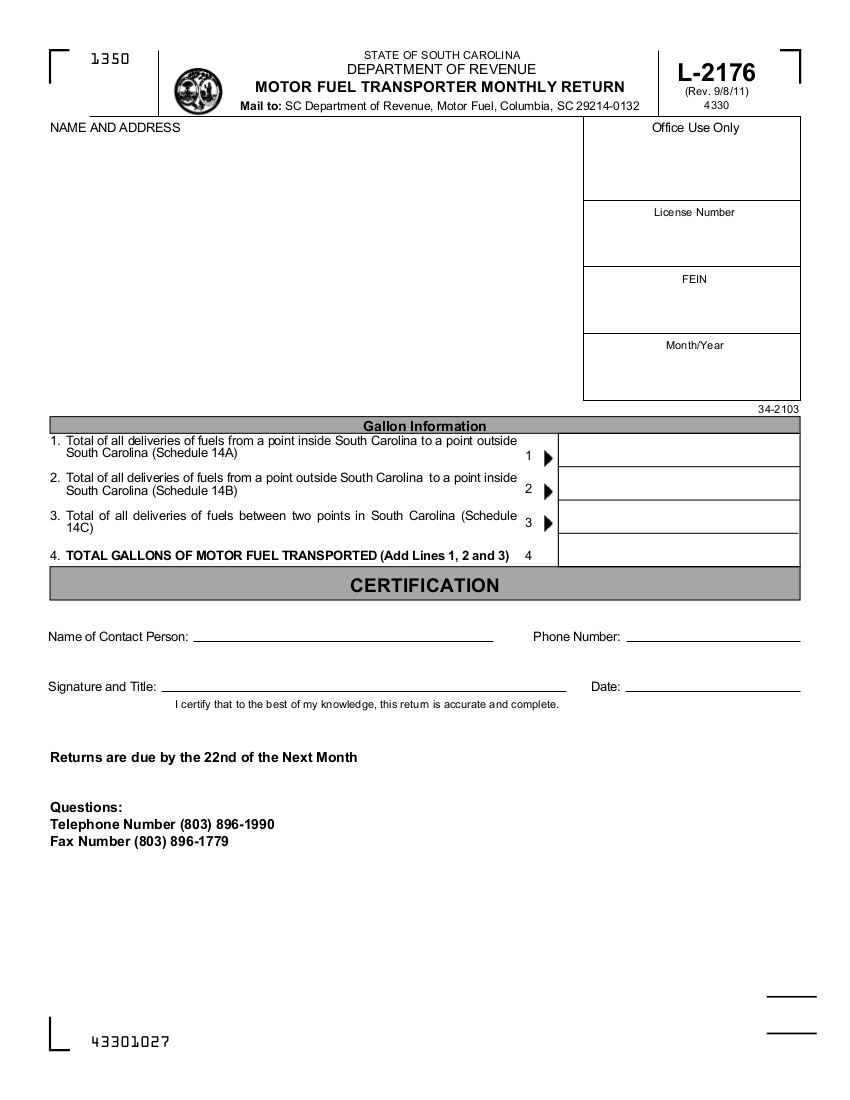 1350
STATE OF SOUTH CAROLINA
DEPARTMENT OF REVENUE
MOTOR FUEL TRANSPORTER MONTHLY RETURN
Mail to: SC Department of Revenue, Motor Fuel, Columbia, SC 29214-0132
L-2176
(Rev. 9/8/11)
4330
NAME AND ADDRESS
Office Use Only
License Number
FEIN
Month/Year
34-2103
Gallon Information
1. Total of all deliveries of fuels from a point inside South Carolina to a point outside
South Carolina (Schedule 14A) 1
2. Total of all deliveries of fuels from a point outside South Carolina to a point inside
South Carolina (Schedule 14B) 2
3. Total of all deliveries of fuels between two points in South Carolina (Schedule
14C) 3
4. TOTAL GALLONS OF MOTOR FUEL TRANSPORTED (Add Lines 1, 2 and 3) 4
CERTIFICATION
Name of Contact Person: Phone Number:
Signature and Title: Date:
I certify that to the best of my knowledge, this return is accurate and complete.
Returns are due by the 22nd of the Next Month
Questions:
Telephone Number (803) 896-1990
Fax Number (803) 896-1779
43301027